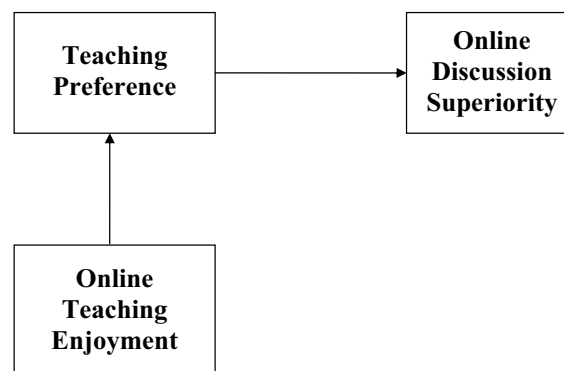 Teaching
Preference
Online
Discussion
Superiority
Online
Teaching
Enjoyment